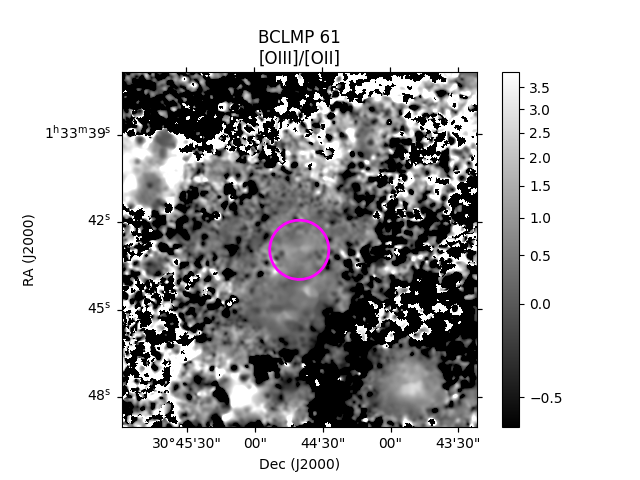 BCLMP 61
[OIII]/[OII]
1ʰ33ᵐ39ˢ
42ˢ
45ˢ
48ˢ
RA (J2000)
30°45'30" 00" 44'30" 00" 43'30"
Dec (J2000)
3.5
3.0
2.5
2.0
1.5
1.0
0.5
0.0
−0.5